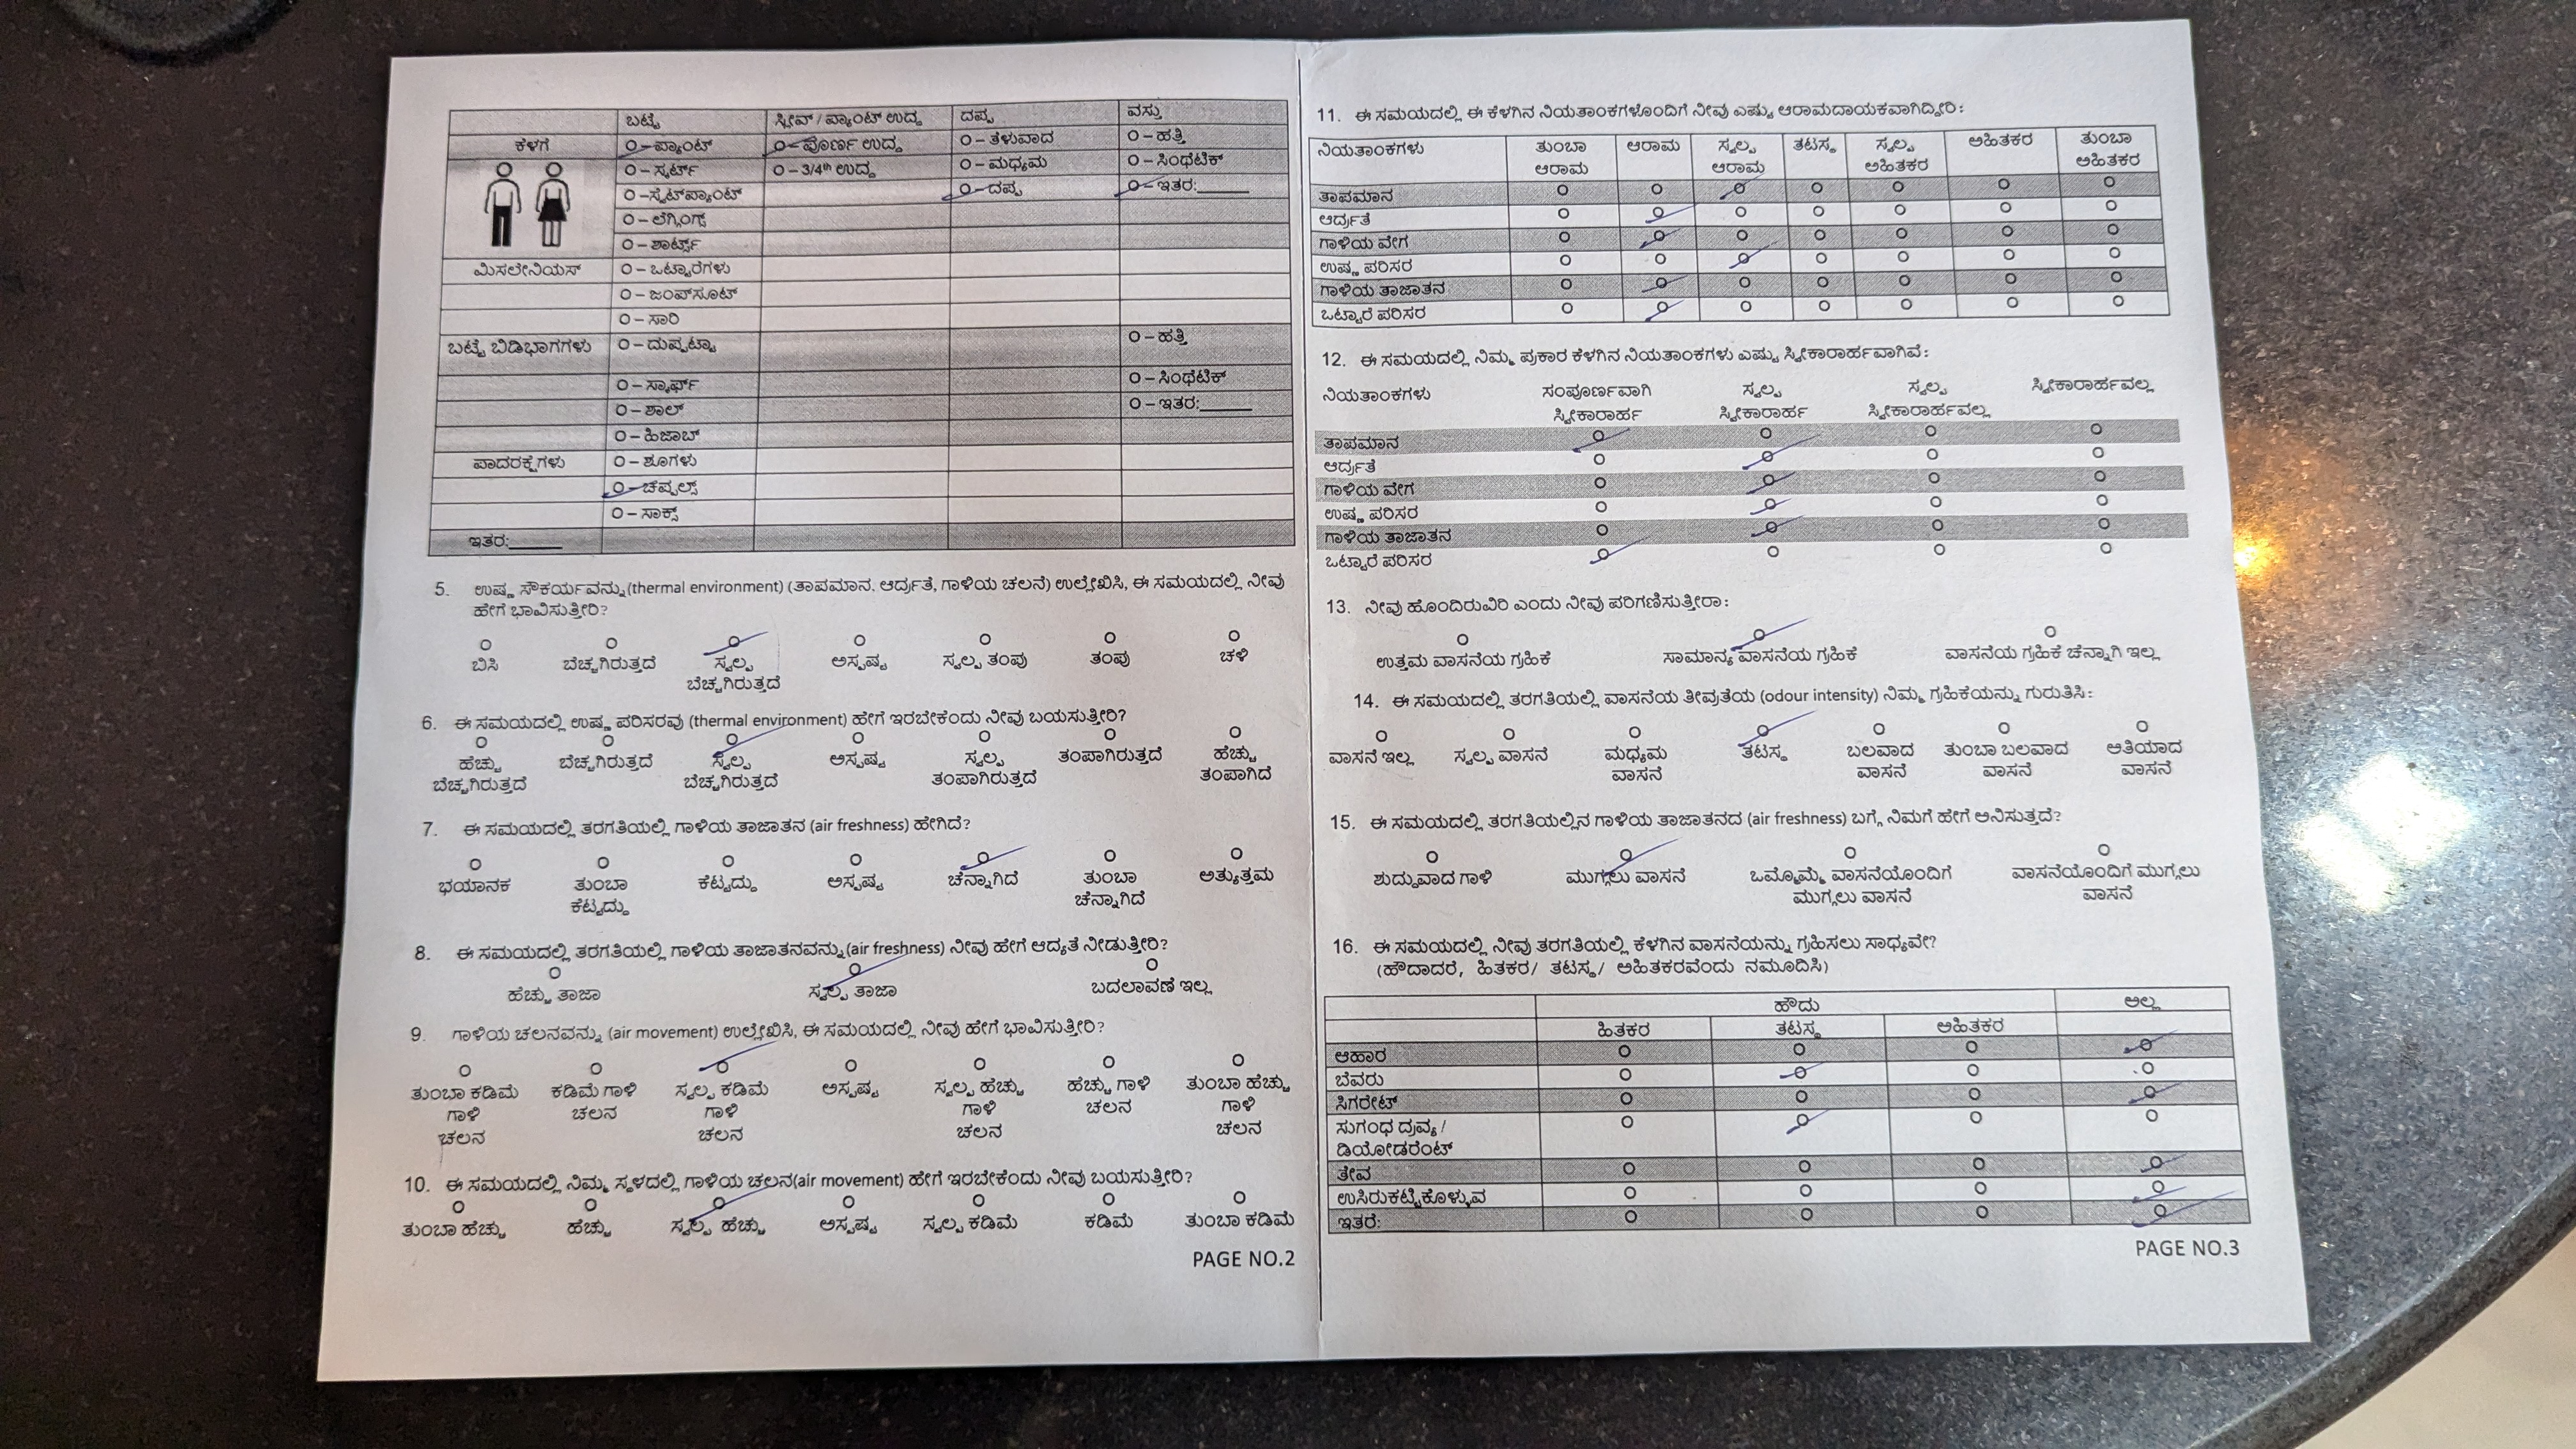 ಬಟ್ಟೆ ಸ್ಲೀವ್ / ಪ್ಯಾಂಟ್ ಉದ್ದ ದಪ್ಪ ವಸ್ತು
ಕೆಳಗೆ O – ಪ್ಯಾಂಟ್ O – ಪೂರ್ಣ ಉದ್ದ O – ತೆಳುವಾದ O – ಹತ್ತಿ
O – ಸ್ಕರ್ಟ್ O – 3/4th ಉದ್ದ O – ಮಧ್ಯಮ O – ಸಿಂಥೆಟಿಕ್
O –ಸ್ವೆಟ್‌ಪ್ಯಾಂಟ್ O – ದಪ್ಪ O – ಇತರ:______
O – ಲೆಗ್ಗಿಂಗ್ಸ್
O – ಶಾರ್ಟ್ಸ್
ಮಿಸಲೇನಿಯಸ್ O – ಒಟ್ಟಾರೆಗಳು
O – ಜಂಪ್‌ಸೂಟ್
O – ಸಾರಿ
ಬಟ್ಟೆ ಬಿಡಿಭಾಗಗಳು O – ದುಪ್ಪಟ್ಟಾ O – ಹತ್ತಿ
O – ಸ್ಕಾರ್ಫ್ O – ಸಿಂಥೆಟಿಕ್
O – ಶಾಲ್ O – ಇತರ:______
O – ಹಿಜಾಬ್
ಪಾದರಕ್ಷೆಗಳು O – ಶೂಗಳು
O – ಚಪ್ಪಲ್ಸ್
O – ಸಾಕ್ಸ್
ಇತರ:______
5. ಉಷ್ಣ ಸೌಕರ್ಯವನ್ನು (thermal environment) (ತಾಪಮಾನ, ಆರ್ದ್ರತೆ, ಗಾಳಿಯ ಚಲನೆ) ಉಲ್ಲೇಖಿಸಿ, ಈ ಸಮಯದಲ್ಲಿ ನೀವು
ಹೇಗೆ ಭಾವಿಸುತ್ತೀರಿ?
O O O O O O O
ಬಿಸಿ ಬೆಚ್ಚಗಿರುತ್ತದೆ ಸ್ವಲ್ಪ ಅಸ್ಪಷ್ಟ ಸ್ವಲ್ಪ ತಂಪು ತಂಪು ಚಳಿ
ಬೆಚ್ಚಗಿರುತ್ತದೆ
6. ಈ ಸಮಯದಲ್ಲಿ ಉಷ್ಣ ಪರಿಸರವು (thermal environment) ಹೇಗೆ ಇರಬೇಕೆಂದು ನೀವು ಬಯಸುತ್ತೀರಿ?
O O O O O O O
ಹೆಚ್ಚು ಬೆಚ್ಚಗಿರುತ್ತದೆ ಸ್ವಲ್ಪ ಅಸ್ಪಷ್ಟ ಸ್ವಲ್ಪ ತಂಪಾಗಿರುತ್ತದೆ ಹೆಚ್ಚು
ಬೆಚ್ಚಗಿರುತ್ತದೆ ಬೆಚ್ಚಗಿರುತ್ತದೆ ತಂಪಾಗಿರುತ್ತದೆ ತಂಪಾಗಿದೆ
7. ಈ ಸಮಯದಲ್ಲಿ ತರಗತಿಯಲ್ಲಿ ಗಾಳಿಯ ತಾಜಾತನ (air freshness) ಹೇಗಿದೆ?
O O O O O O O
ಭಯಾನಕ ತುಂಬಾ ಕೆಟ್ಟದ್ದು ಅಸ್ಪಷ್ಟ ಚೆನ್ನಾಗಿದೆ ತುಂಬಾ ಅತ್ಯುತ್ತಮ
ಕೆಟ್ಟದ್ದು ಚೆನ್ನಾಗಿದೆ
8. ಈ ಸಮಯದಲ್ಲಿ ತರಗತಿಯಲ್ಲಿ ಗಾಳಿಯ ತಾಜಾತನವನ್ನು (air freshness) ನೀವು ಹೇಗೆ ಆದ್ಯತೆ ನೀಡುತ್ತೀರಿ?
O O O
ಹೆಚ್ಚು ತಾಜಾ ಸ್ವಲ್ಪ ತಾಜಾ ಬದಲಾವಣೆ ಇಲ್ಲ
9. ಗಾಳಿಯ ಚಲನವನ್ನು (air movement) ಉಲ್ಲೇಖಿಸಿ, ಈ ಸಮಯದಲ್ಲಿ ನೀವು ಹೇಗೆ ಭಾವಿಸುತ್ತೀರಿ?
O O O O O O O
ತುಂಬಾ ಕಡಿಮೆ ಕಡಿಮೆ ಗಾಳಿ ಸ್ವಲ್ಪ ಕಡಿಮೆ ಅಸ್ಪಷ್ಟ ಸ್ವಲ್ಪ ಹೆಚ್ಚು ಹೆಚ್ಚು ಗಾಳಿ ತುಂಬಾ ಹೆಚ್ಚು
ಗಾಳಿ ಚಲನ ಗಾಳಿ ಗಾಳಿ ಚಲನ ಗಾಳಿ
ಚಲನ ಚಲನ ಚಲನ ಚಲನ
10. ಈ ಸಮಯದಲ್ಲಿ ನಿಮ್ಮ ಸ್ಥಳದಲ್ಲಿ ಗಾಳಿಯ ಚಲನ(air movement) ಹೇಗೆ ಇರಬೇಕೆಂದು ನೀವು ಬಯಸುತ್ತೀರಿ?
O O O O O O O
ತುಂಬಾ ಹೆಚ್ಚು ಹೆಚ್ಚು ಸ್ವಲ್ಪ ಹೆಚ್ಚು ಅಸ್ಪಷ್ಟ ಸ್ವಲ್ಪ ಕಡಿಮೆ ಕಡಿಮೆ ತುಂಬಾ ಕಡಿಮೆ
PAGE NO.2
11. ಈ ಸಮಯದಲ್ಲಿ ಈ ಕೆಳಗಿನ ನಿಯತಾಂಕಗಳೊಂದಿಗೆ ನೀವು ಎಷ್ಟು ಆರಾಮದಾಯಕವಾಗಿದ್ದೀರಿ:
ನಿಯತಾಂಕಗಳು ತುಂಬಾ ಆರಾಮ ಸ್ವಲ್ಪ ತಟಸ್ಥ ಸ್ವಲ್ಪ ಅಹಿತಕರ ತುಂಬಾ
ಆರಾಮ ಆರಾಮ ಅಹಿತಕರ ಅಹಿತಕರ
ತಾಪಮಾನ O O O O O O O
ಆರ್ದ್ರತೆ O O O O O O O
ಗಾಳಿಯ ವೇಗ O O O O O O O
ಉಷ್ಣ ಪರಿಸರ O O O O O O O
ಗಾಳಿಯ ತಾಜಾತನ O O O O O O O
ಒಟ್ಟಾರೆ ಪರಿಸರ O O O O O O O
12. ಈ ಸಮಯದಲ್ಲಿ ನಿಮ್ಮ ಪ್ರಕಾರ ಕೆಳಗಿನ ನಿಯತಾಂಕಗಳು ಎಷ್ಟು ಸ್ವೀಕಾರಾರ್ಹವಾಗಿವೆ:
ನಿಯತಾಂಕಗಳು ಸಂಪೂರ್ಣವಾಗಿ ಸ್ವಲ್ಪ ಸ್ವಲ್ಪ ಸ್ವೀಕಾರಾರ್ಹವಲ್ಲ
ಸ್ವೀಕಾರಾರ್ಹ ಸ್ವೀಕಾರಾರ್ಹ ಸ್ವೀಕಾರಾರ್ಹವಲ್ಲ
ತಾಪಮಾನ O O O O
ಆರ್ದ್ರತೆ O O O O
ಗಾಳಿಯ ವೇಗ O O O O
ಉಷ್ಣ ಪರಿಸರ O O O O
ಗಾಳಿಯ ತಾಜಾತನ O O O O
ಒಟ್ಟಾರೆ ಪರಿಸರ O O O O
13. ನೀವು ಹೊಂದಿರುವಿರಿ ಎಂದು ನೀವು ಪರಿಗಣಿಸುತ್ತೀರಾ:
O O O
ಉತ್ತಮ ವಾಸನೆಯ ಗ್ರಹಿಕೆ ಸಾಮಾನ್ಯ ವಾಸನೆಯ ಗ್ರಹಿಕೆ ವಾಸನೆಯ ಗ್ರಹಿಕೆ ಚೆನ್ನಾಗಿ ಇಲ್ಲ
14. ಈ ಸಮಯದಲ್ಲಿ ತರಗತಿಯಲ್ಲಿ ವಾಸನೆಯ ತೀವ್ರತೆಯ (odour intensity) ನಿಮ್ಮ ಗ್ರಹಿಕೆಯನ್ನು ಗುರುತಿಸಿ:
O O O O O O O
ವಾಸನೆ ಇಲ್ಲ ಸ್ವಲ್ಪ ವಾಸನೆ ಮಧ್ಯಮ ತಟಸ್ಥ ಬಲವಾದ ತುಂಬಾ ಬಲವಾದ ಅತಿಯಾದ
ವಾಸನೆ ವಾಸನೆ ವಾಸನೆ ವಾಸನೆ
15. ಈ ಸಮಯದಲ್ಲಿ ತರಗತಿಯಲ್ಲಿನ ಗಾಳಿಯ ತಾಜಾತನದ (air freshness) ಬಗ್ಗೆ ನಿಮಗೆ ಹೇಗೆ ಅನಿಸುತ್ತದೆ?
O O O O
ಶುದ್ಧುವಾದ ಗಾಳಿ ಮುಗ್ಗಲು ವಾಸನೆ ಒಮ್ಮೊಮ್ಮೆ ವಾಸನೆಯೊಂದಿಗೆ ವಾಸನೆಯೊಂದಿಗೆ ಮುಗ್ಗಲು
ಮುಗ್ಗಲು ವಾಸನೆ ವಾಸನೆ
16. ಈ ಸಮಯದಲ್ಲಿ ನೀವು ತರಗತಿಯಲ್ಲಿ ಕೆಳಗಿನ ವಾಸನೆಯನ್ನು ಗ್ರಹಿಸಲು ಸಾಧ್ಯವೇ?
(ಹೌದಾದರೆ, ಹಿತಕರ/ ತಟಸ್ಥ/ ಅಹಿತಕರವೆಂದು ನಮೂದಿಸಿ)
ಹೌದು ಅಲ್ಲ
ಹಿತಕರ ತಟಸ್ಥ ಅಹಿತಕರ
ಆಹಾರ O O O O
ಬೆವರು O O O O
ಸಿಗರೇಟ್ O O O O
ಸುಗಂಧ ದ್ರವ್ಯ / O O O O
ಡಿಯೋಡರೆಂಟ್
ತೇವ O O O O
ಉಸಿರುಕಟ್ಟಿಕೊಳ್ಳುವ O O O O
ಇತರೆ: O O O O
PAGE NO.3